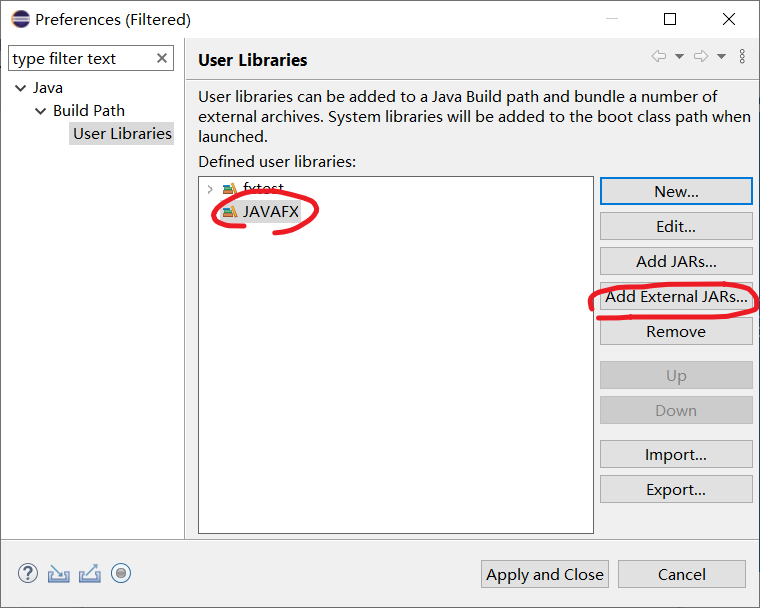 Preferences (Filtered)
type filter text
Java
Build Path
User Libraries
User Libraries
User libraries can be added to a Java Build path and bundle a number of
external archives. System libraries will be added to the boot class path when
launched.
Defined user libraries:
fxtest
JAVAFX
New...
Edit...
Add JARs...
Add External JARs...
Remove
Up
Down
Import...
Export...
Apply and Close
Cancel